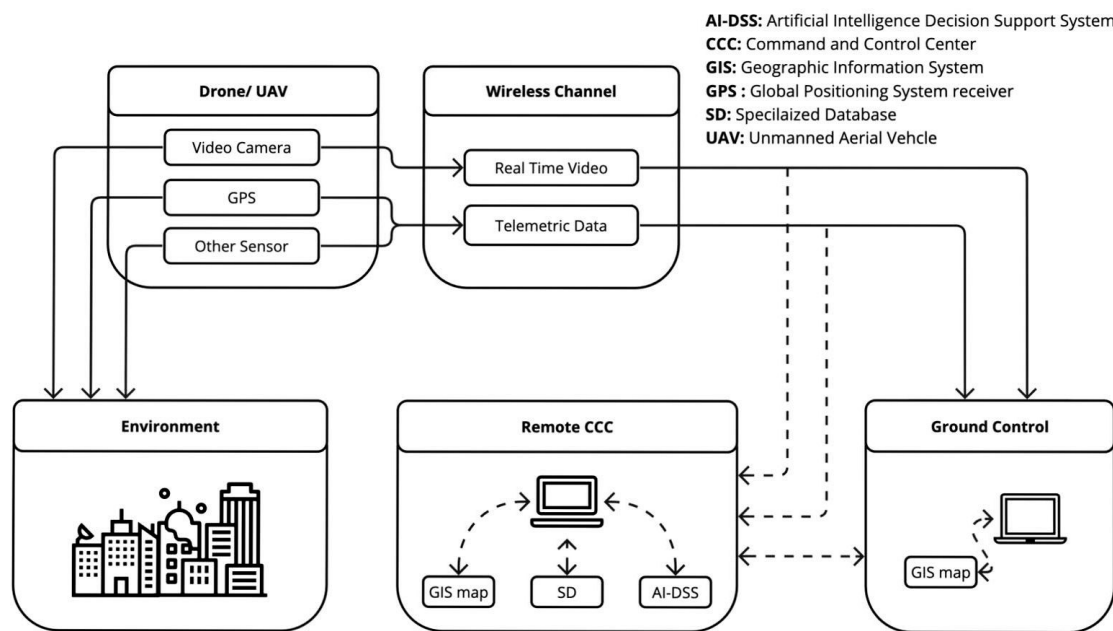 AI-DSS: Artificial Intelligence Decision Support System
CCC: Command and Control Center
GIS: Geographic Information System
GPS : Global Positioning System receiver
SD: Specilaized Database
UAV: Unmanned Aerial Vehcle
Drone/ UAV
Video Camera
GPS
Other Sensor
Wireless Channel
Real Time Video
Telemetric Data
Environment
Remote CCC
GIS map
SD
AI-DSS
Ground Control
GIS map